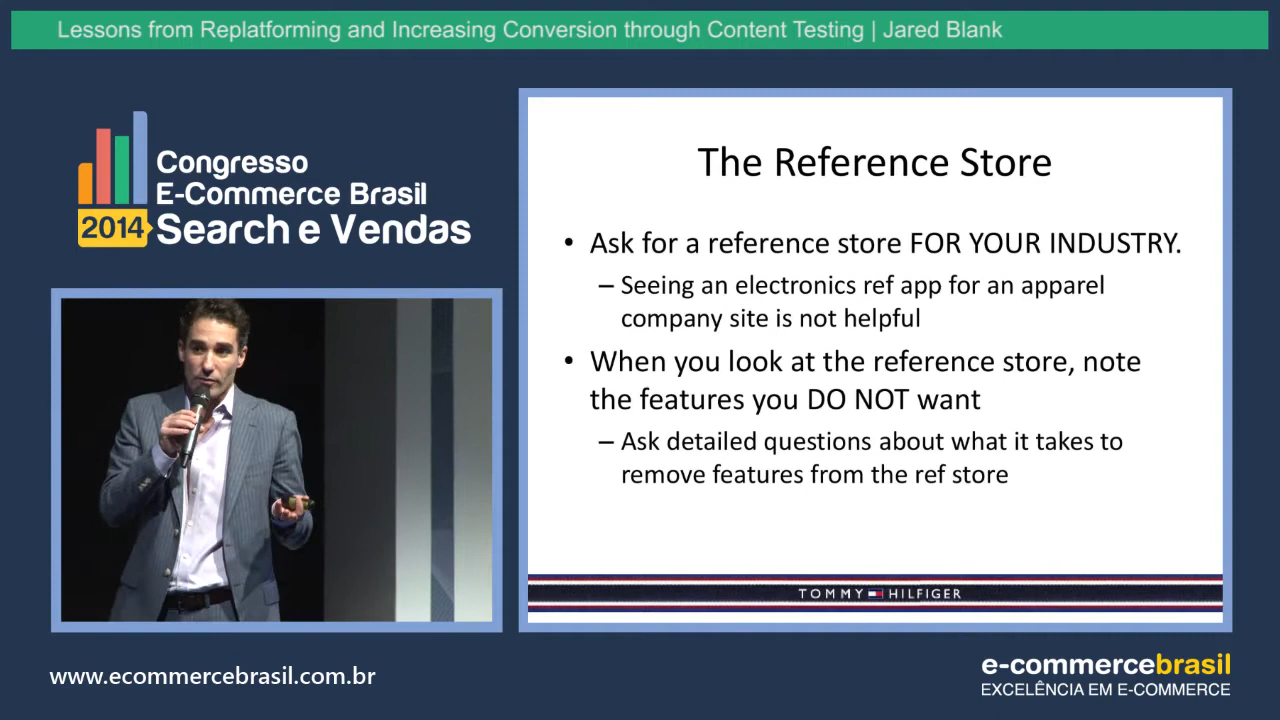 Lessons from Replatforming and Increasing Conversion through Content Testing | Jared Blank
Congresso
E-Commerce Brasil
2014 Search e Vendas
The Reference Store
• Ask for a reference store FOR YOUR INDUSTRY.
– Seeing an electronics ref app for an apparel
company site is not helpful
• When you look at the reference store, note
the features you DO NOT want
– Ask detailed questions about what it takes to
remove features from the ref store
TOMMY HILFIGER
www.ecommercebrasil.com.br
e-commercebrasil
EXCELÊNCIA EM E-COMMERCE